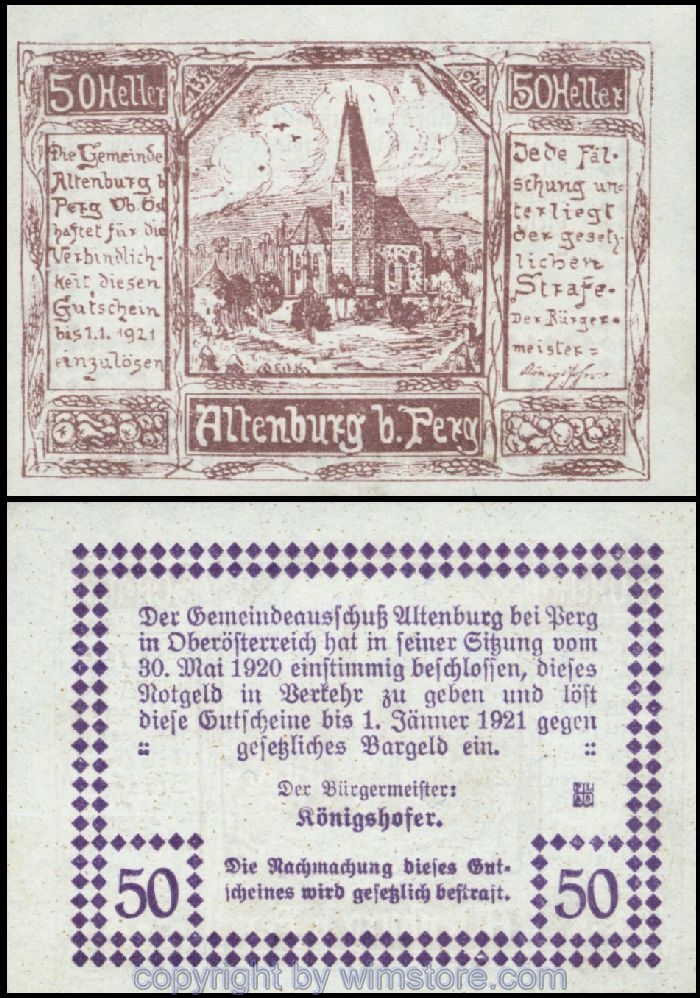 50 Heller
1356
1920
50 Heller
Die Gemeinde
Altenburg b
Perg Ob. Öst
haftet für die
Verbindlich-
keit diesen
Gutschein
bis 1.1. 1921
einzulösen
Jede Fäl-
schung un-
terliegt
der gesetz-
lichen
Strafe-
Der Bürger-
meister =
Altenburg b. Perg
Der Gemeindeausschuß Altenburg bei Perg
in Oberösterreich hat in seiner Sitzung vom
30. Mai 1920 einstimmig beschlossen, dieses
Notgeld in Verkehr zu geben und löst
diese Gutscheine bis 1. Jänner 1921 gegen
:: gesetzliches Bargeld ein. ::
Der Bürgermeister:
Königshofer.
Die Nachmachung dieses Gut-
scheines wird gesetzlich bestraft.
50
50
copyright by wimstore.com